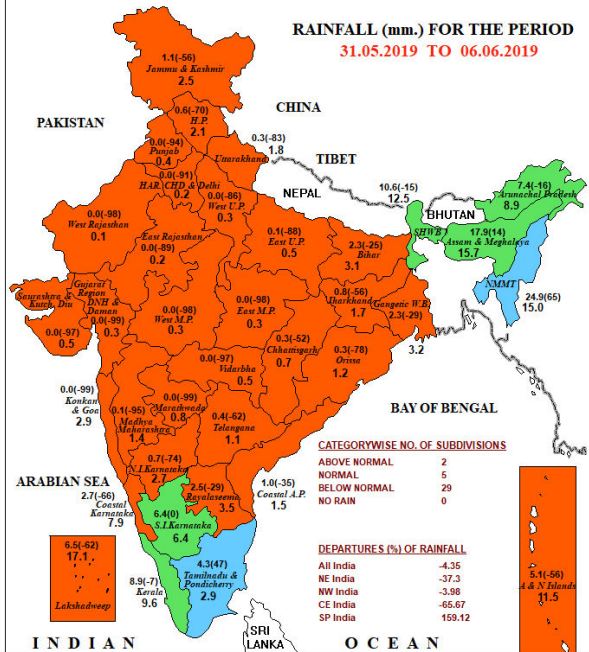 RAINFALL (mm.) FOR THE PERIOD
31.05.2019 TO 06.06.2019
1.1(-56)
Jammu & Kashmir
2.5
CHINA
0.6(-70)
H.P.
2.1
PAKISTAN
0.0(-94)
Punjab
0.4
0.3(-83)
1.8
Uttarakhand
TIBET
0.0(-91)
HAR. CHD & Delhi
0.2
NEPAL
0.0(-86)
West U.P.
0.3
10.6(-15)
12.5
BHUTAN
7.4(-16)
Arunachal Pradesh
8.9
0.0(-98)
West Rajasthan
0.1
East Rajasthan
0.0(-89)
0.2
0.1(-88)
East U.P.
0.5
2.3(-25)
Bihar
3.1
SHWB
17.9(14)
Assam & Meghalaya
15.7
NMMT
24.9(65)
15.0
Saurashtra &
Kutch, Diu
0.0(-97)
0.5
Gujarat
Region
DNH &
Daman
0.0(-99)
0.3
0.0(-98)
West M.P.
0.3
0.0(-98)
East M.P.
0.3
0.8(-56)
Jharkhand
1.7
Gangetic W.B.
2.3(-29)
3.2
0.3(-52)
Chhattisgarh
0.7
0.3(-78)
Orissa
1.2
0.0(-97)
Vidarbha
0.5
0.0(-99)
Konkan
& Goa
2.9
0.1(-95)
Madhya
Maharashtra
1.4
0.0(-99)
Marathwada
0.8
0.4(-62)
Telangana
1.1
BAY OF BENGAL
0.7(-74)
N.I.Karnataka
2.7
ARABIAN SEA
2.7(-66)
Coastal
Karnataka
7.9
2.5(-29)
Rayalaseema
3.5
1.0(-35)
Coastal A.P.
1.5
6.4(0)
S.I.Karnataka
6.4
6.5(-62)
17.1
Lakshadweep
8.9(-7)
Kerala
9.6
4.3(47)
Tamilnadu &
Pondicherry
2.9
CATEGORYWISE NO. OF SUBDIVISIONS
ABOVE NORMAL 2
NORMAL 5
BELOW NORMAL 29
NO RAIN 0
DEPARTURES (%) OF RAINFALL
All India -4.35
NE India -37.3
NW India -3.98
CE India -65.67
SP India 159.12
5.1(-56)
A & N Islands
11.5
SRI
LANKA
INDIAN OCEAN